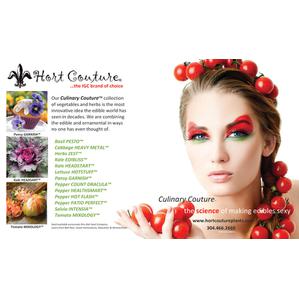 Hort Couture®
...the IGC brand of choice
Our Culinary Couture™ collection
of vegetables and herbs is the most
innovative idea the edible world has
seen in decades. We are combining
the edible and ornamental in ways
no one has even thought of.
Patsy GARNISH™
Kale HEADSTART™
Tomato MIXOLOGY™
Basil PESTO™
Cabbage HEAVY METAL™
Herbs ZEST™
Kale EDIBLISS™
Kale HEADSTART™
Lettuce HOTSTUFF™
Patsy GARNISH™
Pepper COUNT DRACULA™
Pepper HEALTHSMART™
Pepper HOT FLASH™
Pepper PATIO PERFECT™
Salvia INTENSIA™
Tomato MIXOLOGY™
Culinary Couture
the science of making edibles sexy
www.hortcoutureplants.com
304.466.2660